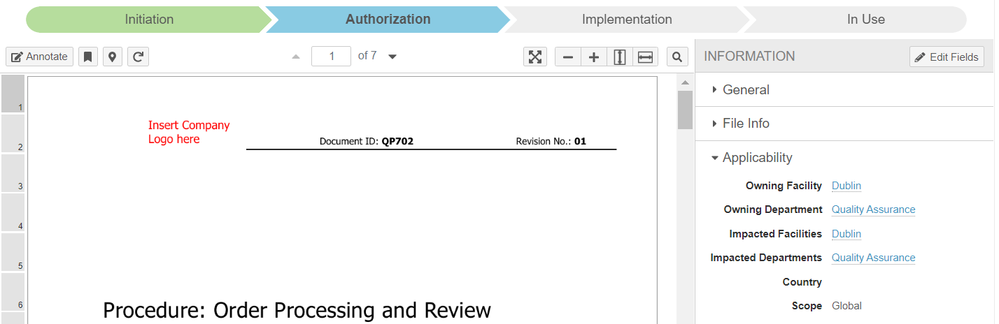 Initiation
Authorization
Implementation
In Use
Annotate
1
of 7
INFORMATION
Edit Fields
1
2
3
4
5
6
Insert Company
Logo here
Document ID: QP702
Revision No.: 01
Procedure: Order Processing and Review
General
File Info
Applicability
Owning Facility Dublin
Owning Department Quality Assurance
Impacted Facilities Dublin
Impacted Departments Quality Assurance
Country
Scope Global